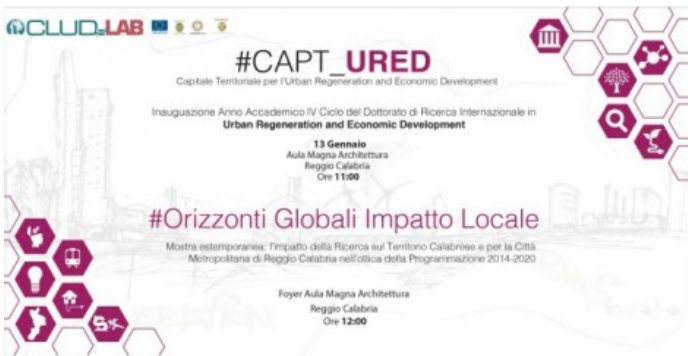 CLUDsLAB
#CAPT_URED
Capitale Territoriale per l'Urban Regeneration and Economic Development
Inauguazione Anno Accademico IV Ciclo del Dottorato di Ricerca Internazionale in
Urban Regeneration and Economic Development
13 Gennaio
Aula Magna Architettura
Reggio Calabria
Ore 11:00
#Orizzonti Globali Impatto Locale
Mostra estemporanea: l'impatto della Ricerca sul Territorio Calabrese e per la Città
Metropolitana di Reggio Calabria nell'ottica della Programmazione 2014-2020
Foyer Aula Magna Architettura
Reggio Calabria
Ore 12:00